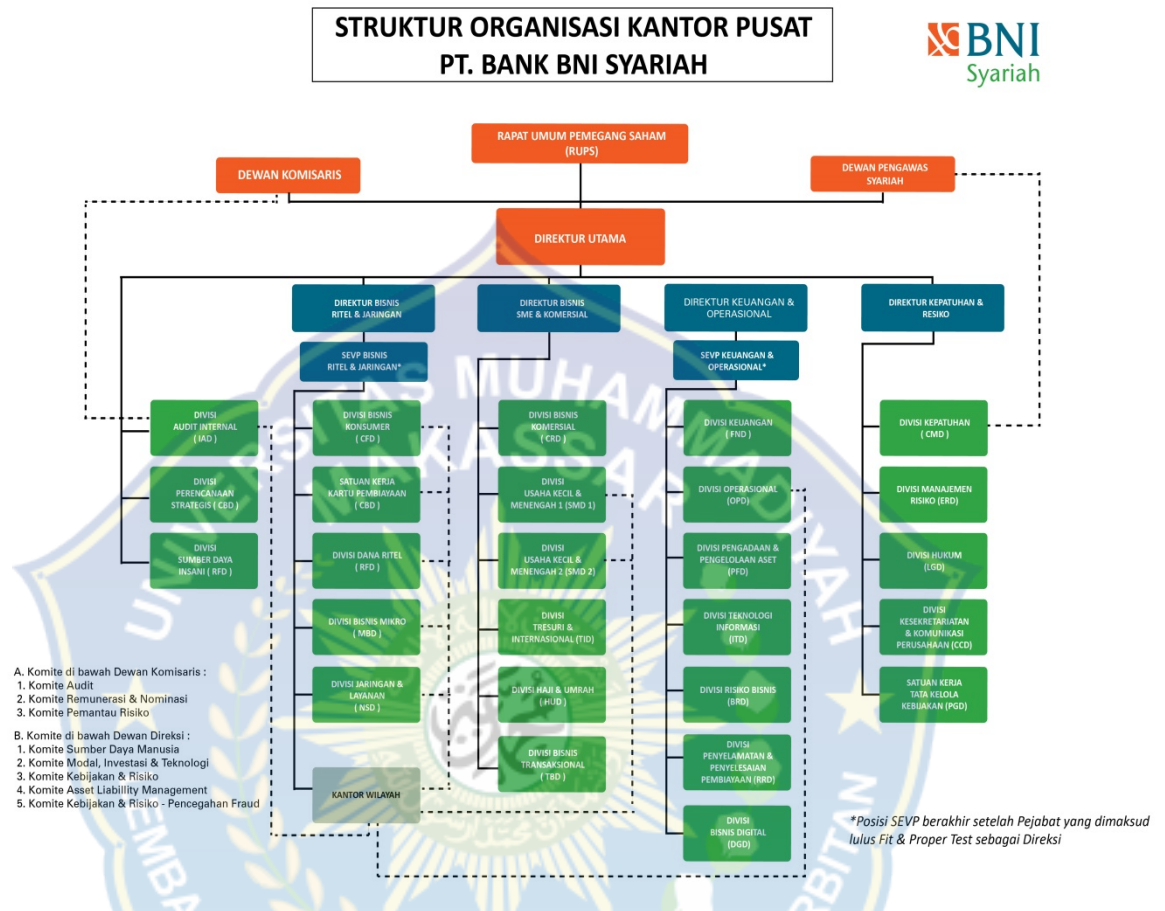 STRUKTUR ORGANISASI KANTOR PUSAT
PT. BANK BNI SYARIAH
BNI
Syariah
RAPAT UMUM PEMEGANG SAHAM
(RUPS)
DEWAN KOMISARIS
DEWAN PENGAWAS
SYARIAH
DIREKTUR UTAMA
DIREKTUR BISNIS
RITEL & JARINGAN
DIREKTUR BISNIS
SME & KOMERSIAL
DIREKTUR KEUANGAN &
OPERASIONAL
DIREKTUR KEPATUHAN &
RESIKO
SEVP BISNIS
RITEL & JARINGAN*
SEVP KEUANGAN &
OPERASIONAL*
DIVISI
AUDIT INTERNAL
( IAD )
DIVISI
PERENCANAAN
STRATEGIS ( CBD )
DIVISI
SUMBER DAYA
INSANI ( RFD )
DIVISI BISNIS
KONSUMER
( CFD )
SATUAN KERJA
KARTU PEMBIAYAAN
( CBD )
DIVISI DANA RITEL
( RFD )
DIVISI BISNIS MIKRO
( MBD )
DIVISI JARINGAN &
LAYANAN
( NSD )
KANTOR WILAYAH
DIVISI BISNIS
KOMERSIAL
( CRD )
DIVISI
USAHA KECIL &
MENENGAH 1 (SMD 1)
DIVISI
USAHA KECIL &
MENENGAH 2 (SMD 2)
DIVISI
TRESURI &
INTERNASIONAL (TID)
DIVISI HAJI & UMRAH
( HUD )
DIVISI BISNIS
TRANSAKSIONAL
( TBD )
DIVISI KEUANGAN
( FND )
DIVISI OPERASIONAL
(OPD)
DIVISI PENGADAAN &
PENGELOLAAN ASET
(PFD)
DIVISI TEKNOLOGI
INFORMASI
(ITD)
DIVISI RISIKO BISNIS
(BRD)
DIVISI
PENYELAMATAN &
PENYELESAIAN
PEMBIAYAAN (RRD)
DIVISI
BISNIS DIGITAL
(DGD)
DIVISI KEPATUHAN
( CMD )
DIVISI MANAJEMEN
RISIKO (ERD)
DIVISI HUKUM
(LGD)
DIVISI
KESEKRETARIATAN
& KOMUNIKASI
PERUSAHAAN (CCD)
SATUAN KERJA
TATA KELOLA
KEBIJAKAN (PGD)
A. Komite di bawah Dewan Komisaris :
1. Komite Audit
2. Komite Remunerasi & Nominasi
3. Komite Pemantau Risiko
B. Komite di bawah Dewan Direksi :
1. Komite Sumber Daya Manusia
2. Komite Modal, Investasi & Teknologi
3. Komite Kebijakan & Risiko
4. Komite Asset Liabillity Management
5. Komite Kebijakan & Risiko - Pencegahan Fraud
*Posisi SEVP berakhir setelah Pejabat yang dimaksud
lulus Fit & Proper Test sebagai Direksi
UNIVERSITAS MUHAMMADIYAH
MAKASSAR